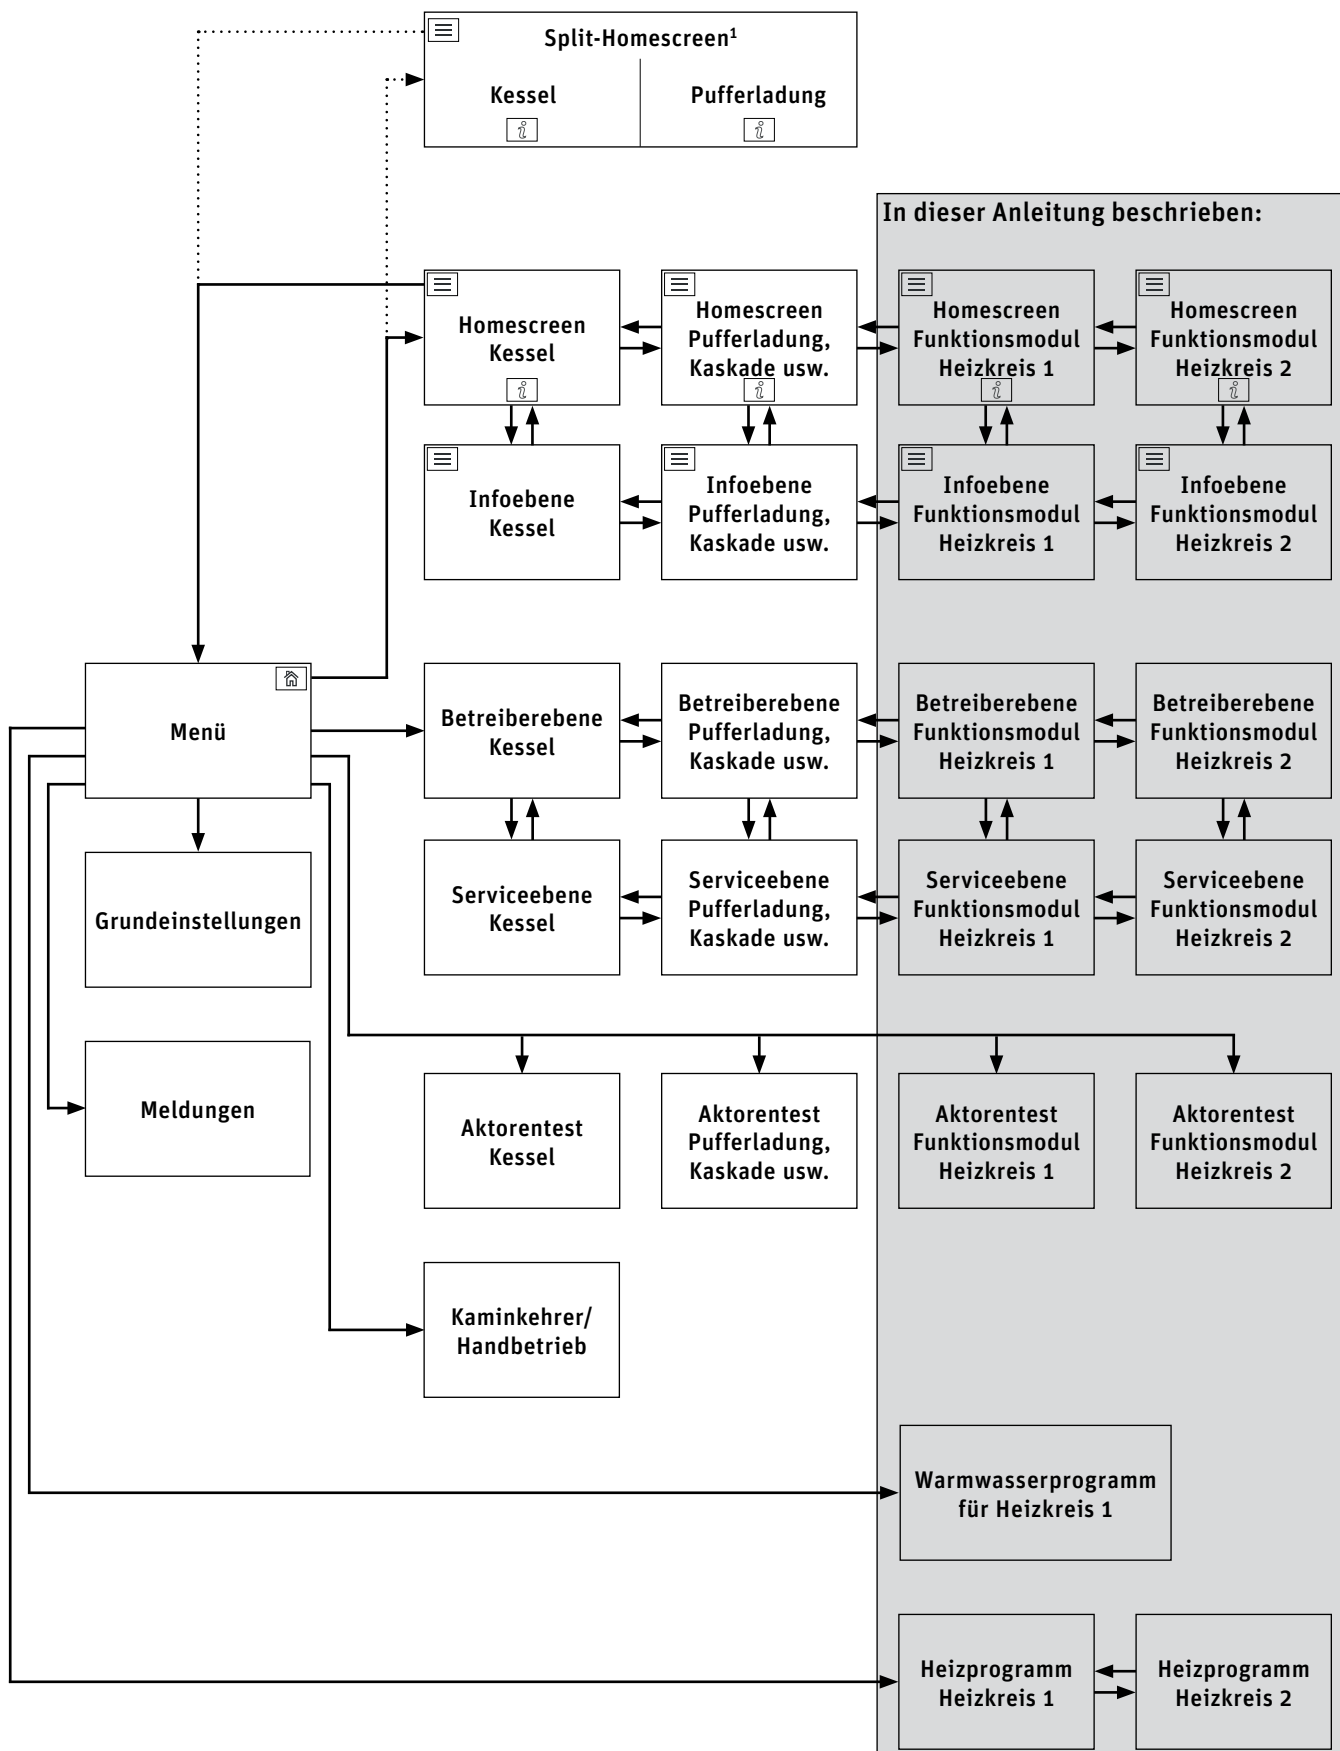 Split-Homescreen¹
Kessel
Pufferladung
In dieser Anleitung beschrieben:
Homescreen
Kessel
Homescreen
Pufferladung,
Kaskade usw.
Homescreen
Funktionsmodul
Heizkreis 1
Homescreen
Funktionsmodul
Heizkreis 2
Infoebene
Kessel
Infoebene
Pufferladung,
Kaskade usw.
Infoebene
Funktionsmodul
Heizkreis 1
Infoebene
Funktionsmodul
Heizkreis 2
Menü
Betreiberebene
Kessel
Betreiberebene
Pufferladung,
Kaskade usw.
Betreiberebene
Funktionsmodul
Heizkreis 1
Betreiberebene
Funktionsmodul
Heizkreis 2
Grundeinstellungen
Serviceebene
Kessel
Serviceebene
Pufferladung,
Kaskade usw.
Serviceebene
Funktionsmodul
Heizkreis 1
Serviceebene
Funktionsmodul
Heizkreis 2
Meldungen
Aktorentest
Kessel
Aktorentest
Pufferladung,
Kaskade usw.
Aktorentest
Funktionsmodul
Heizkreis 1
Aktorentest
Funktionsmodul
Heizkreis 2
Kaminkehrer/
Handbetrieb
Warmwasserprogramm
für Heizkreis 1
Heizprogramm
Heizkreis 1
Heizprogramm
Heizkreis 2